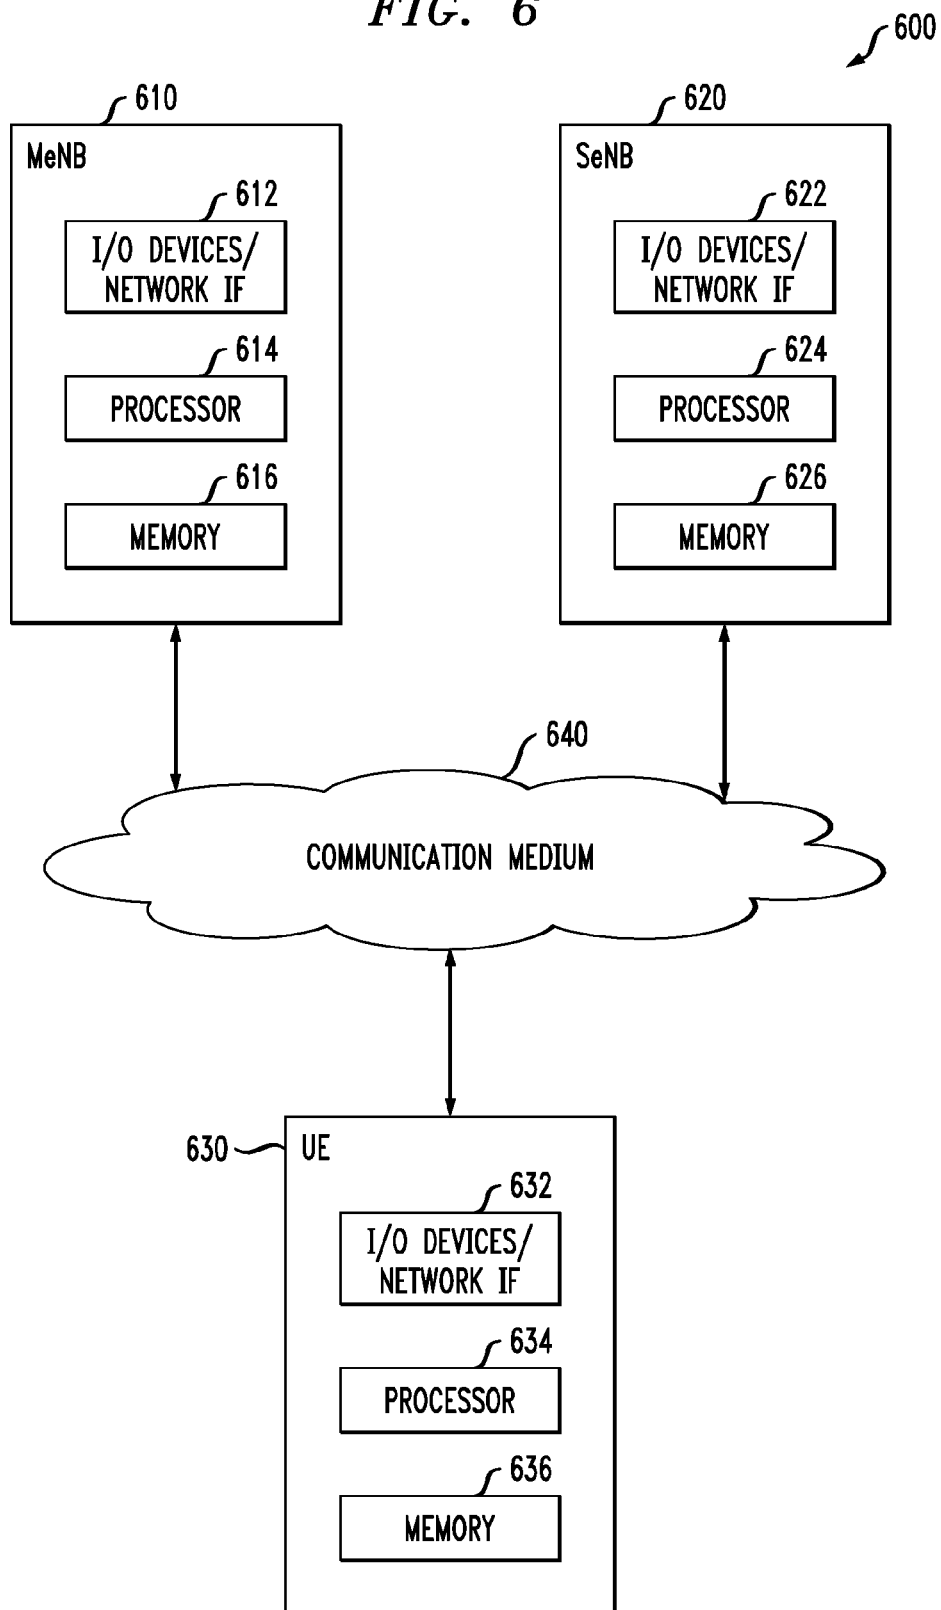 FIG. 6
600
610
MeNB
612
I/O DEVICES/
NETWORK IF
614
PROCESSOR
616
MEMORY
620
SeNB
622
I/O DEVICES/
NETWORK IF
624
PROCESSOR
626
MEMORY
640
COMMUNICATION MEDIUM
630
UE
632
I/O DEVICES/
NETWORK IF
634
PROCESSOR
636
MEMORY